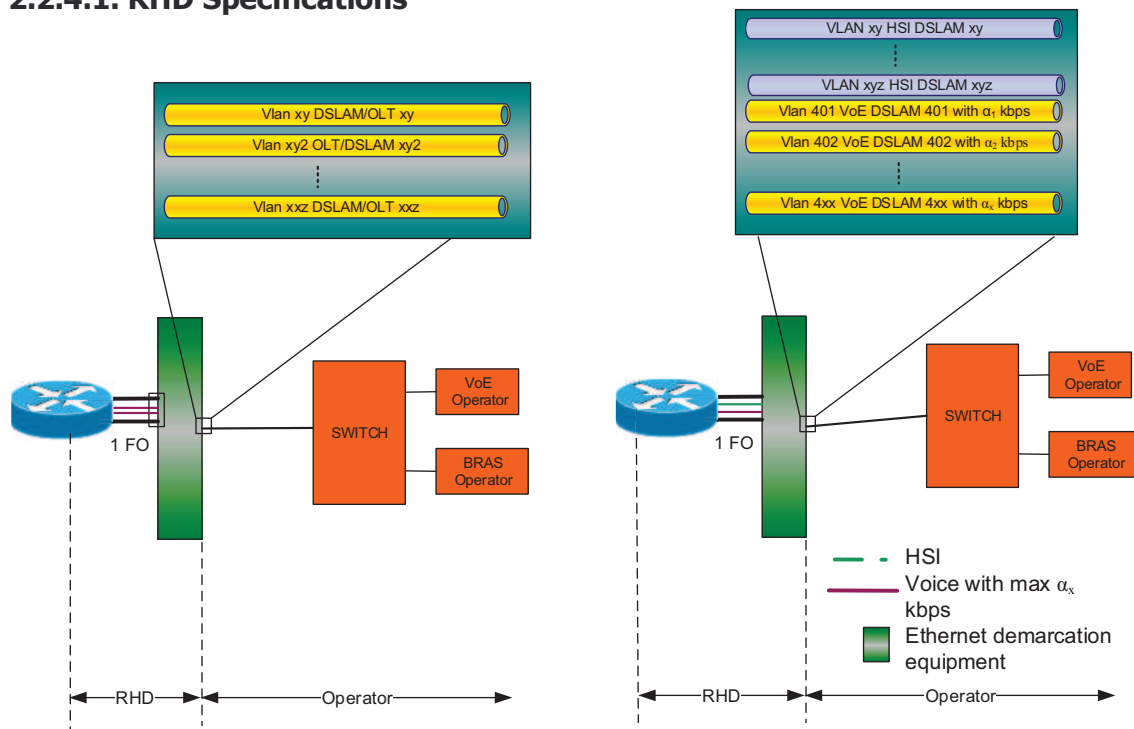 2.2.4.1. RHD Specifications
Vlan xy DSLAM/OLT xy
Vlan xy2 OLT/DSLAM xy2
Vlan xxz DSLAM/OLT xxz
1 FO
SWITCH
VoE
Operator
BRAS
Operator
RHD
Operator
VLAN xy HSI DSLAM xy
VLAN xyz HSI DSLAM xyz
Vlan 401 VoE DSLAM 401 with α₁ kbps
Vlan 402 VoE DSLAM 402 with α₂ kbps
Vlan 4xx VoE DSLAM 4xx with αₓ kbps
1 FO
SWITCH
VoE
Operator
BRAS
Operator
HSI
Voice with max αₓ
kbps
Ethernet demarcation
equipment
RHD
Operator